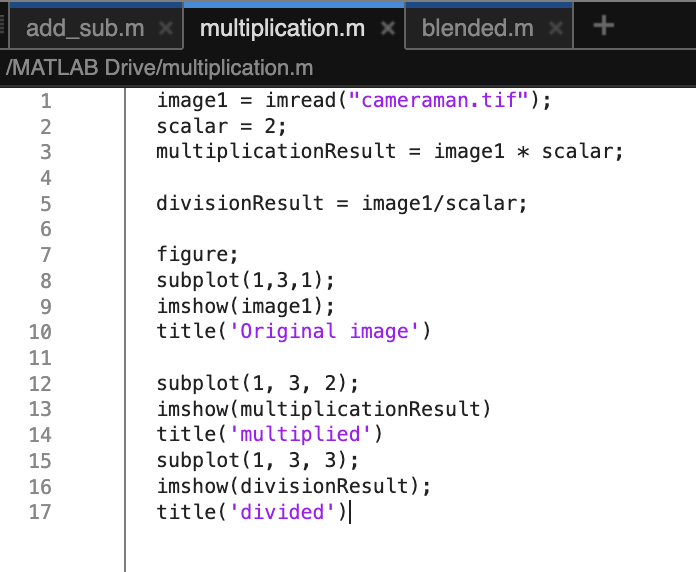 add_sub.m × multiplication.m × blended.m × +
/MATLAB Drive/multiplication.m
1 image1 = imread("cameraman.tif");
2 scalar = 2;
3 multiplicationResult = image1 * scalar;
4
5 divisionResult = image1/scalar;
6
7 figure;
8 subplot(1,3,1);
9 imshow(image1);
10 title('Original image')
11
12 subplot(1, 3, 2);
13 imshow(multiplicationResult)
14 title('multiplied')
15 subplot(1, 3, 3);
16 imshow(divisionResult);
17 title('divided')